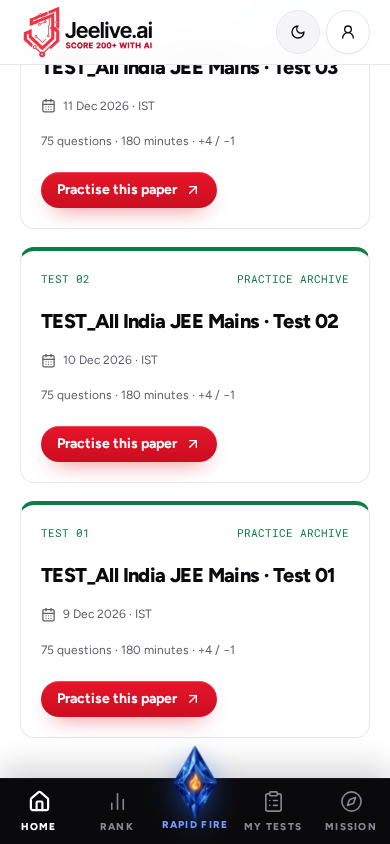 Jeelive.ai
SCORE 200+ WITH AI
TEST_All India JEE Mains · Test 03
11 Dec 2026 · IST
75 questions · 180 minutes · +4 / −1
Practise this paper
TEST 02
PRACTICE ARCHIVE
TEST_All India JEE Mains · Test 02
10 Dec 2026 · IST
75 questions · 180 minutes · +4 / −1
Practise this paper
TEST 01
PRACTICE ARCHIVE
TEST_All India JEE Mains · Test 01
9 Dec 2026 · IST
75 questions · 180 minutes · +4 / −1
Practise this paper
HOME
RANK
RAPID FIRE
MY TESTS
MISSION